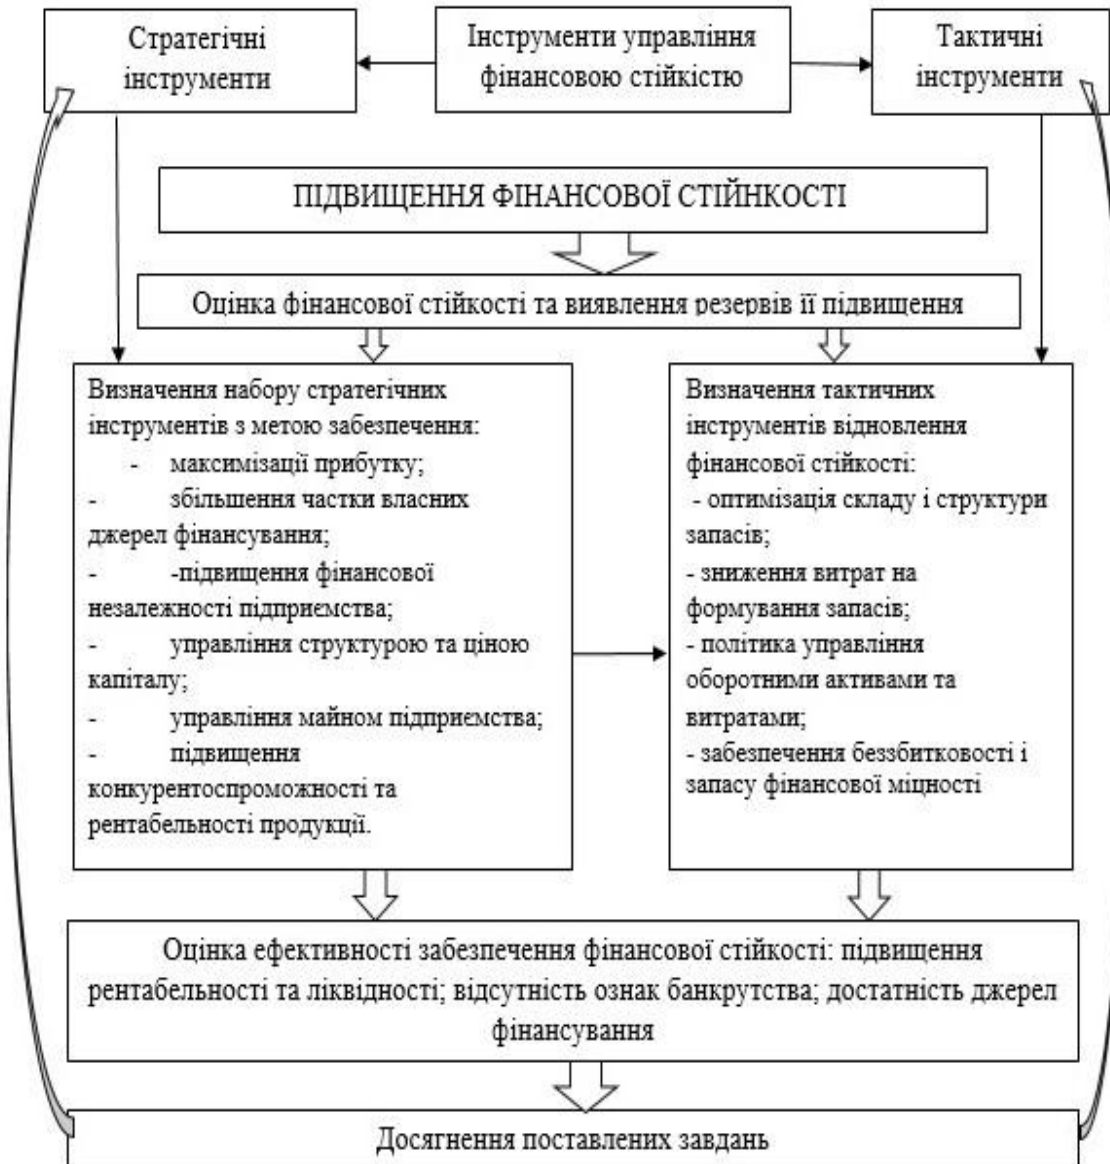 Стратегічні
інструменти
Інструменти управління
фінансовою стійкістю
Тактичні
інструменти
ПІДВИЩЕННЯ ФІНАНСОВОЇ СТІЙНКОСТІ
Оцінка фінансової стійкості та виявлення резервів її підвищення
Визначення набору стратегічних
інструментів з метою забезпечення:
- максимізації прибутку;
- збільшення частки власних
джерел фінансування;
- -підвищення фінансової
незалежності підприємства;
- управління структурою та ціною
капіталу;
- управління майном підприємства;
- підвищення
конкурентоспроможності та
рентабельності продукції.
Визначення тактичних
інструментів відновлення
фінансової стійкості:
- оптимізація складу і структури
запасів;
- зниження витрат на
формування запасів;
- політика управління
оборотними активами та
витратами;
- забезпечення беззбитковості і
запасу фінансової міцності
Оцінка ефективності забезпечення фінансової стійкості: підвищення
рентабельності та ліквідності; відсутність ознак банкрутства; достатність джерел
фінансування
Досягнення поставлених завдань